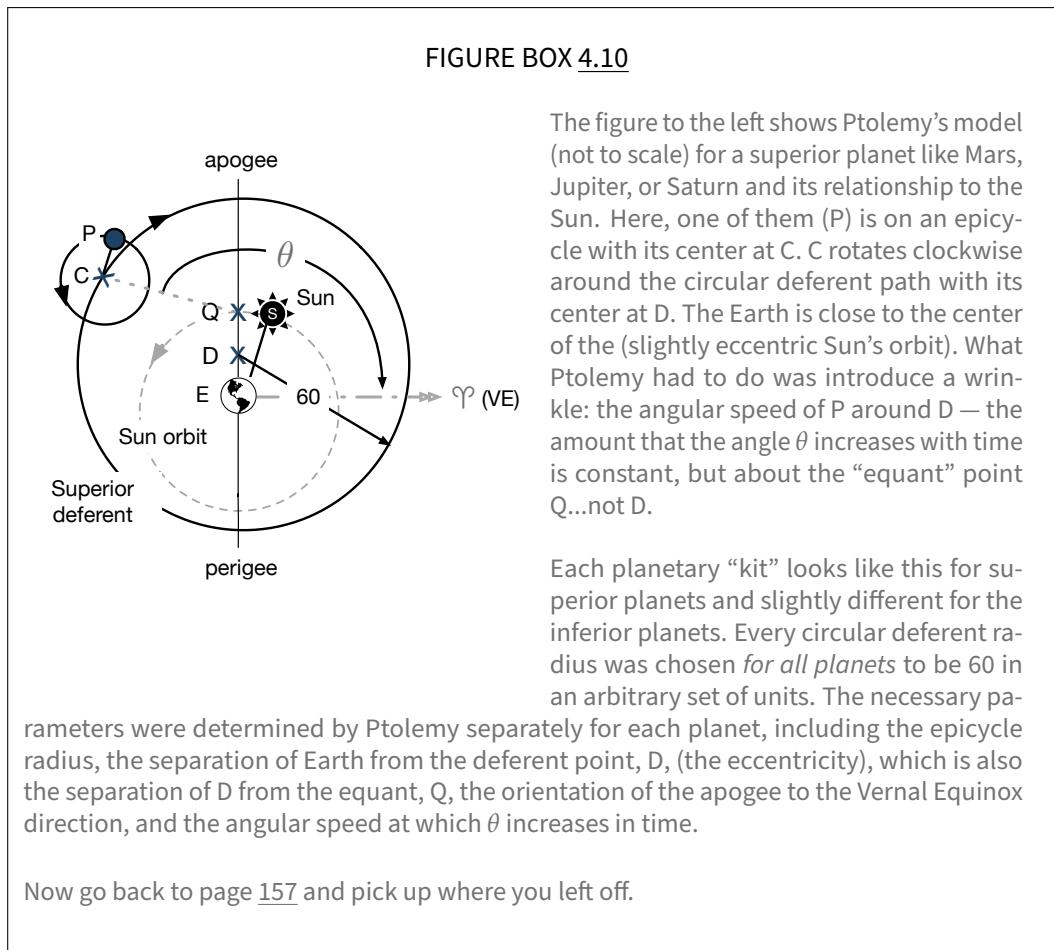 FIGURE BOX 4.10
apogee
P
θ
C
Q
S
Sun
D
E
60
♈ (VE)
Sun orbit
Superior
deferent
perigee
The figure to the left shows Ptolemy’s model
(not to scale) for a superior planet like Mars,
Jupiter, or Saturn and its relationship to the
Sun. Here, one of them (P) is on an epicy-
cle with its center at C. C rotates clockwise
around the circular deferent path with its
center at D. The Earth is close to the center
of the (slightly eccentric Sun’s orbit). What
Ptolemy had to do was introduce a wrin-
kle: the angular speed of P around D — the
amount that the angle θ increases with time
is constant, but about the “equant” point
Q...not D.
Each planetary “kit” looks like this for su-
perior planets and slightly different for the
inferior planets. Every circular deferent ra-
dius was chosen for all planets to be 60 in
an arbitrary set of units. The necessary pa-
rameters were determined by Ptolemy separately for each planet, including the epicycle
radius, the separation of Earth from the deferent point, D, (the eccentricity), which is also
the separation of D from the equant, Q, the orientation of the apogee to the Vernal Equinox
direction, and the angular speed at which θ increases in time.
Now go back to page 157 and pick up where you left off.